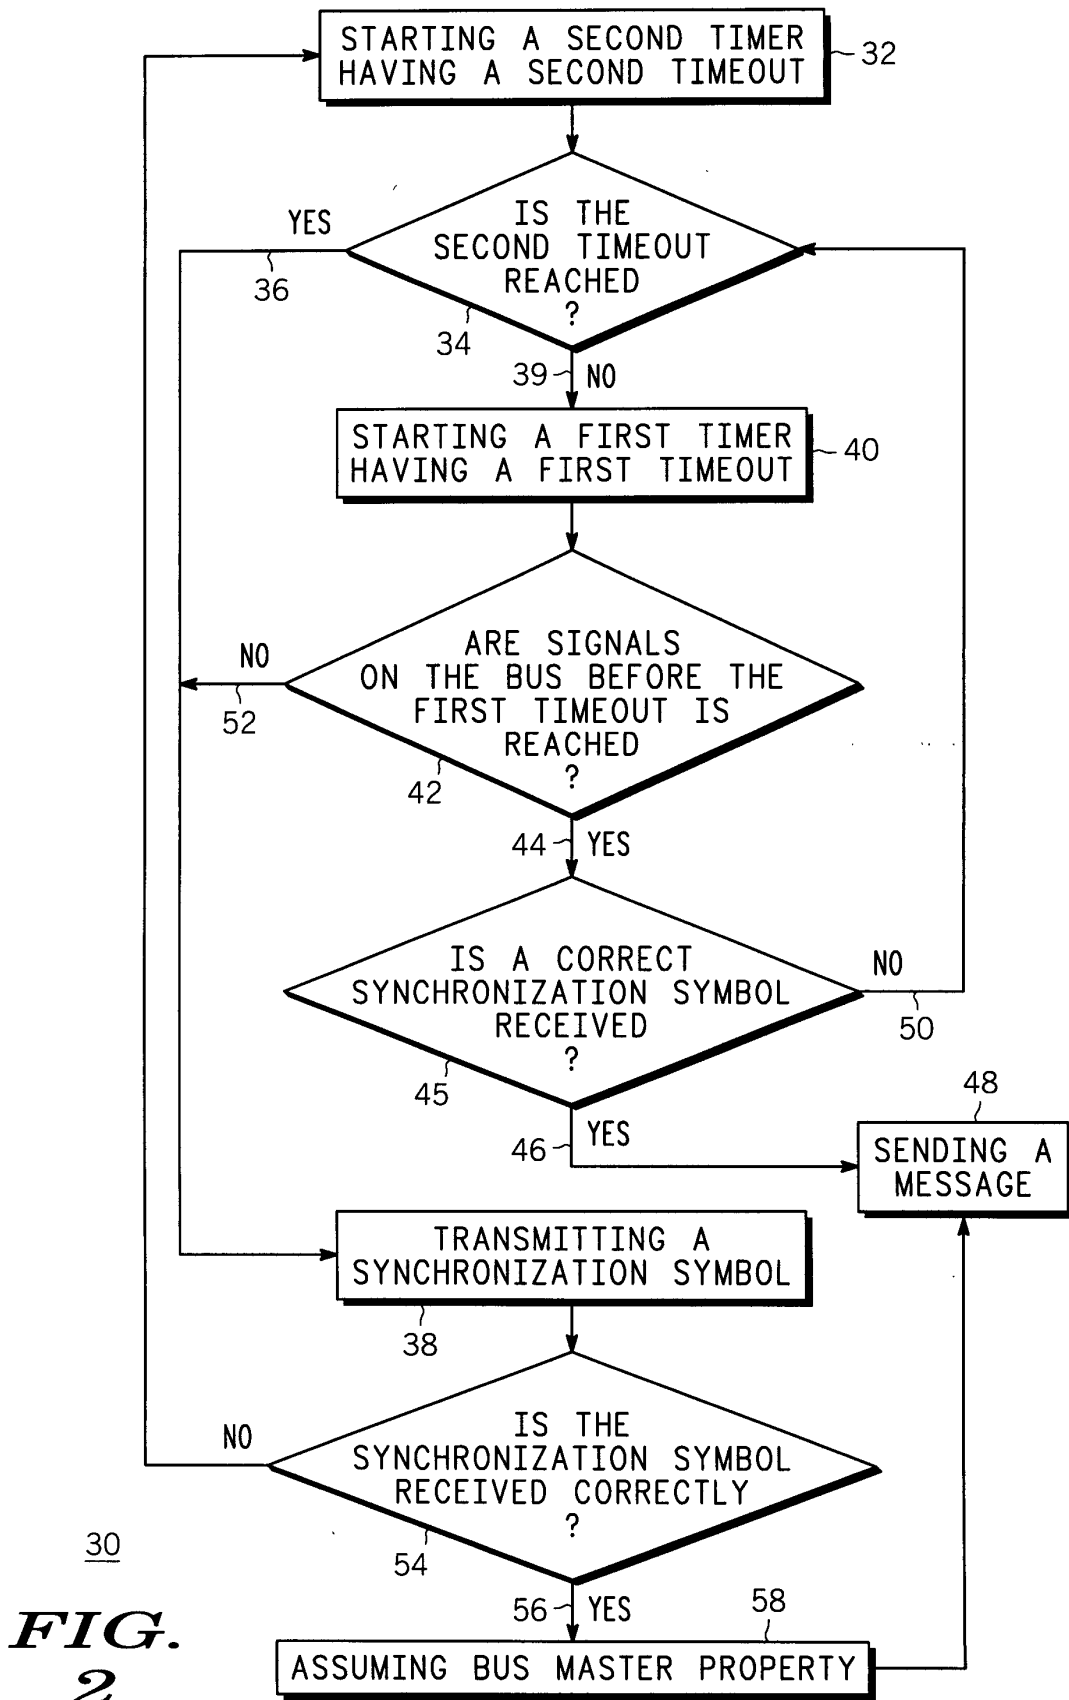 STARTING A SECOND TIMER
HAVING A SECOND TIMEOUT
32
YES
IS THE
SECOND TIMEOUT
REACHED
?
36
34
39
NO
STARTING A FIRST TIMER
HAVING A FIRST TIMEOUT
40
NO
ARE SIGNALS
ON THE BUS BEFORE THE
FIRST TIMEOUT IS
REACHED
?
52
42
44
YES
IS A CORRECT
SYNCHRONIZATION SYMBOL
RECEIVED
?
NO
50
45
46
YES
48
SENDING A
MESSAGE
TRANSMITTING A
SYNCHRONIZATION SYMBOL
38
NO
IS THE
SYNCHRONIZATION SYMBOL
RECEIVED CORRECTLY
?
54
30
56
YES
58
ASSUMING BUS MASTER PROPERTY
FIG.
2